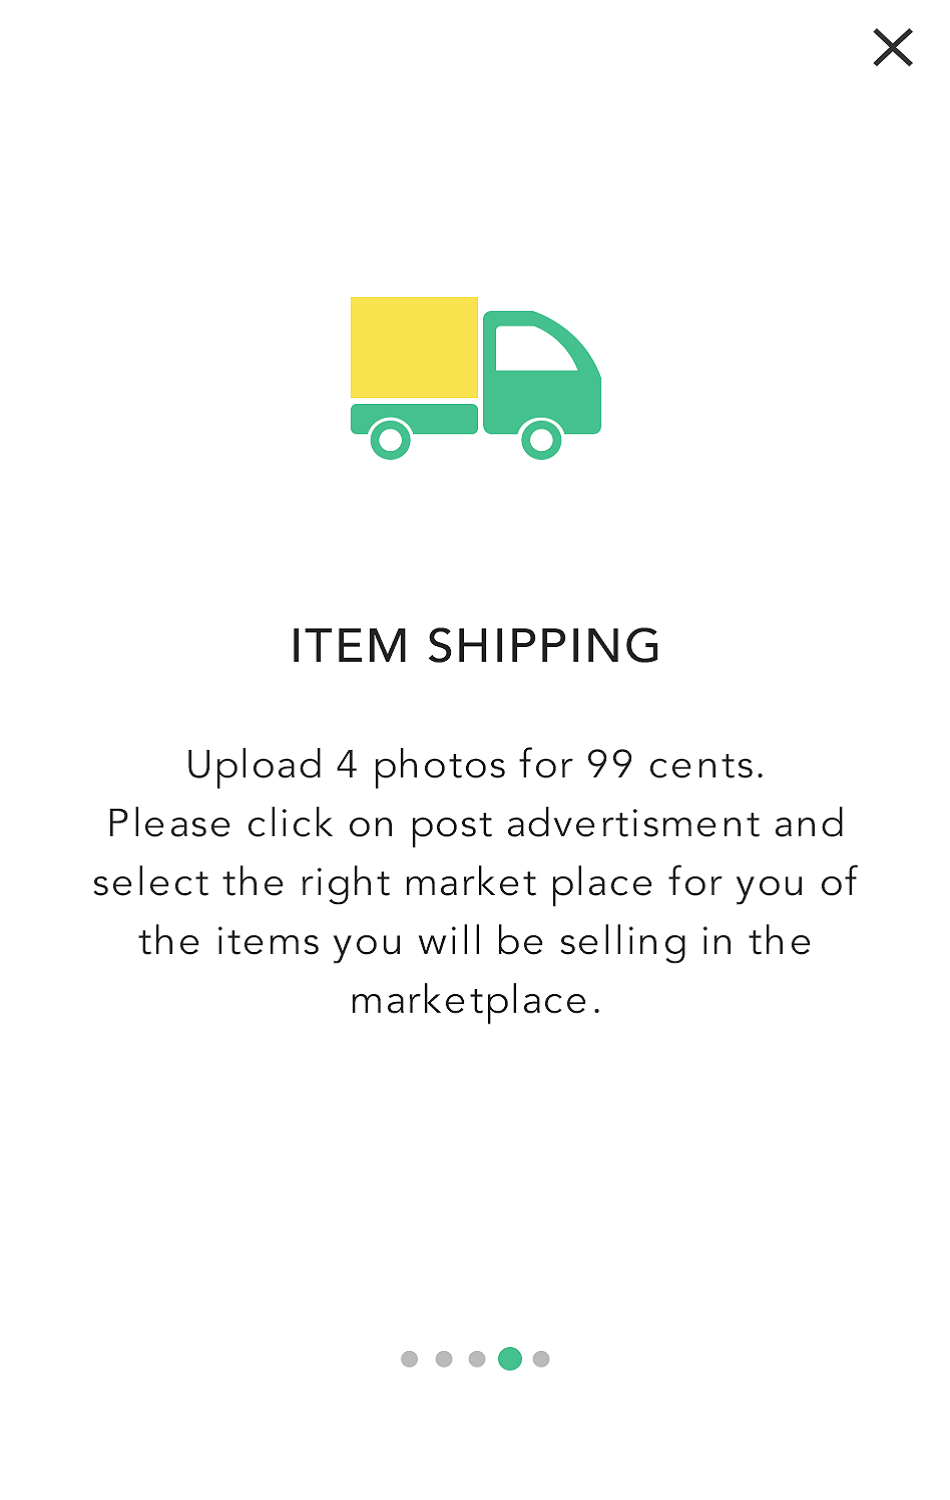 ITEM SHIPPING
Upload 4 photos for 99 cents.
Please click on post advertisment and
select the right market place for you of
the items you will be selling in the
marketplace.